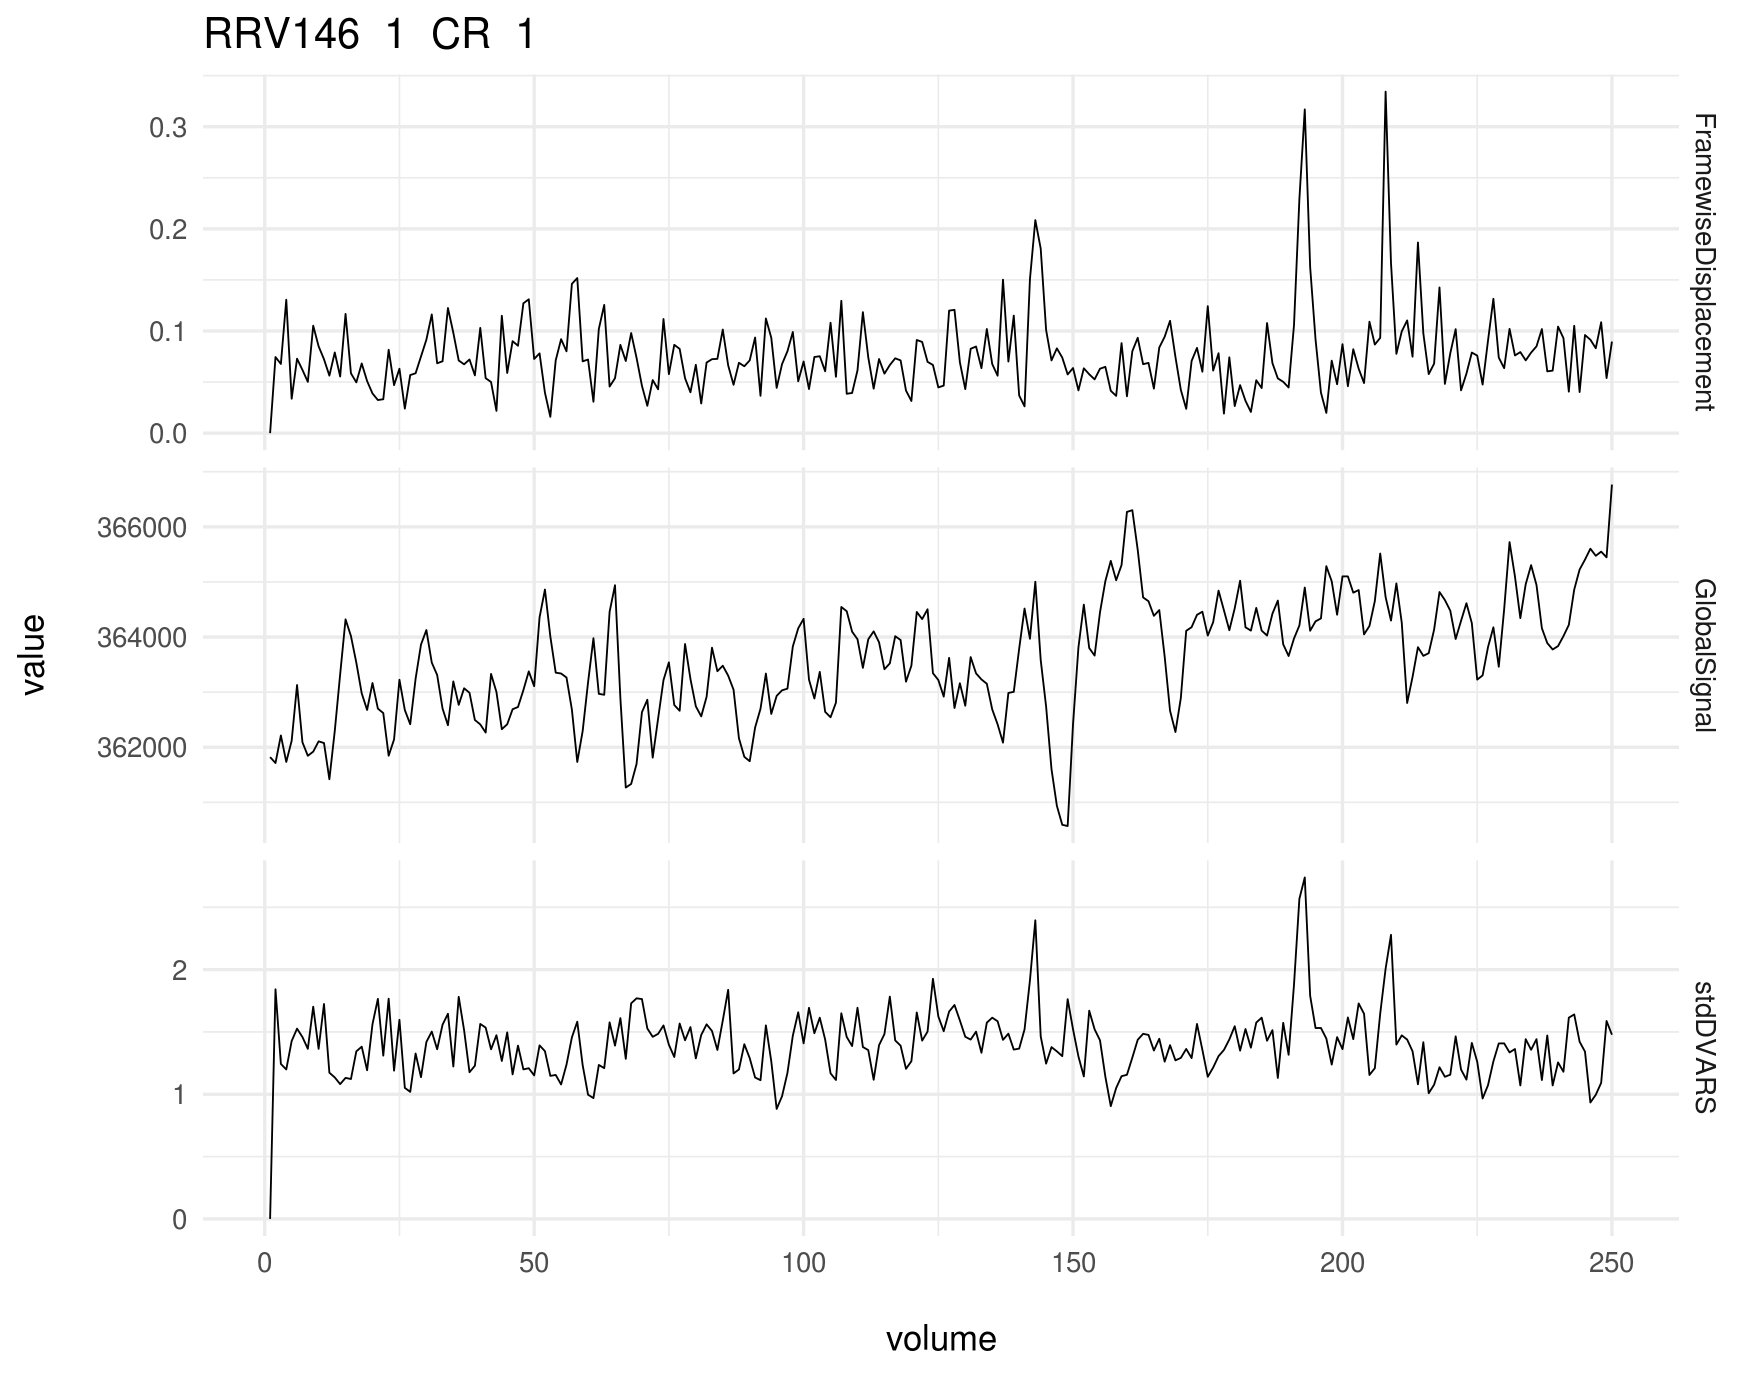 RRV146 1 CR 1
0.3
0.2
0.1
0.0
FramewiseDisplacement
366000
364000
362000
GlobalSignal
value
2
1
0
stdDVARS
0 50 100 150 200 250
volume